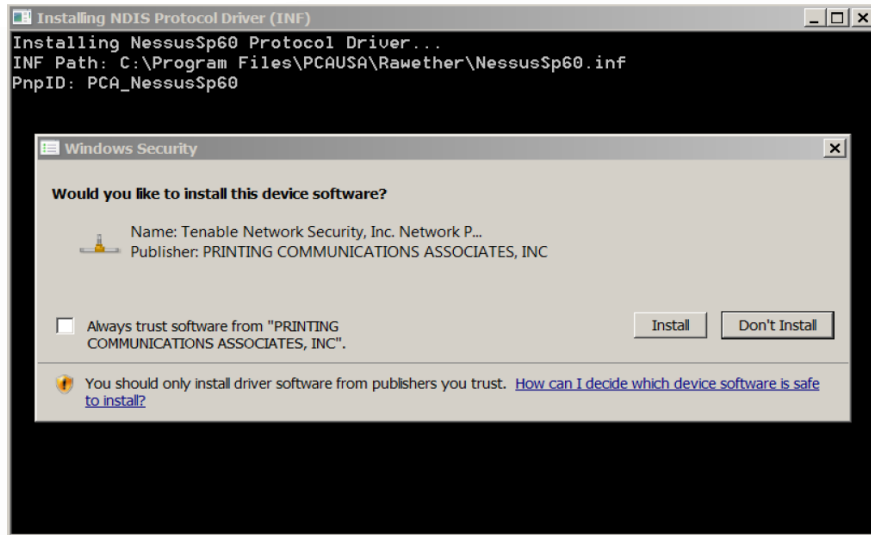 Installing NDIS Protocol Driver (INF)
Installing NessusSp60 Protocol Driver...
INF Path: C:\Program Files\PCAUSA\Rawether\NessusSp60.inf
PnpID: PCA_NessusSp60
Windows Security
Would you like to install this device software?
Name: Tenable Network Security, Inc. Network P...
Publisher: PRINTING COMMUNICATIONS ASSOCIATES, INC
Always trust software from "PRINTING
COMMUNICATIONS ASSOCIATES, INC".
Install
Don't Install
You should only install driver software from publishers you trust. How can I decide which device software is safe
to install?